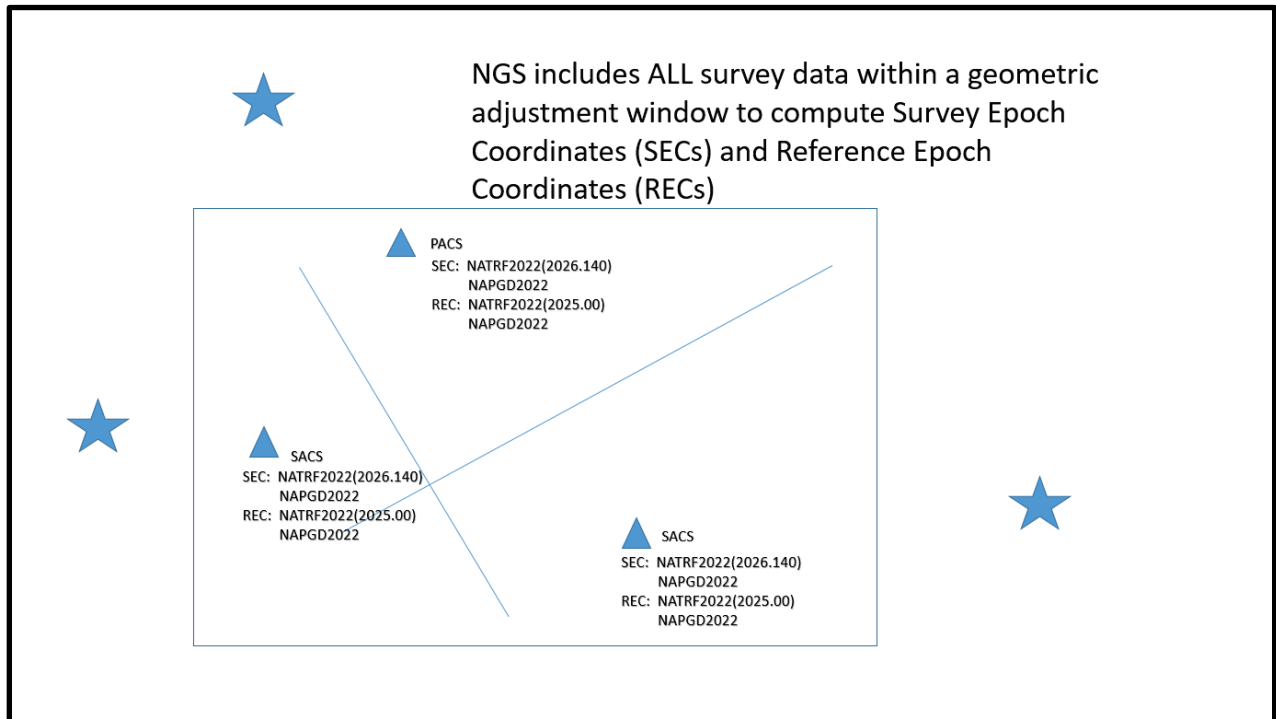 NGS includes ALL survey data within a geometric
adjustment window to compute Survey Epoch
Coordinates (SECs) and Reference Epoch
Coordinates (RECs)
PACS
SEC: NATRF2022(2026.140)
NAPGD2022
REC: NATRF2022(2025.00)
NAPGD2022
SACS
SEC: NATRF2022(2026.140)
NAPGD2022
REC: NATRF2022(2025.00)
NAPGD2022
SACS
SEC: NATRF2022(2026.140)
NAPGD2022
REC: NATRF2022(2025.00)
NAPGD2022